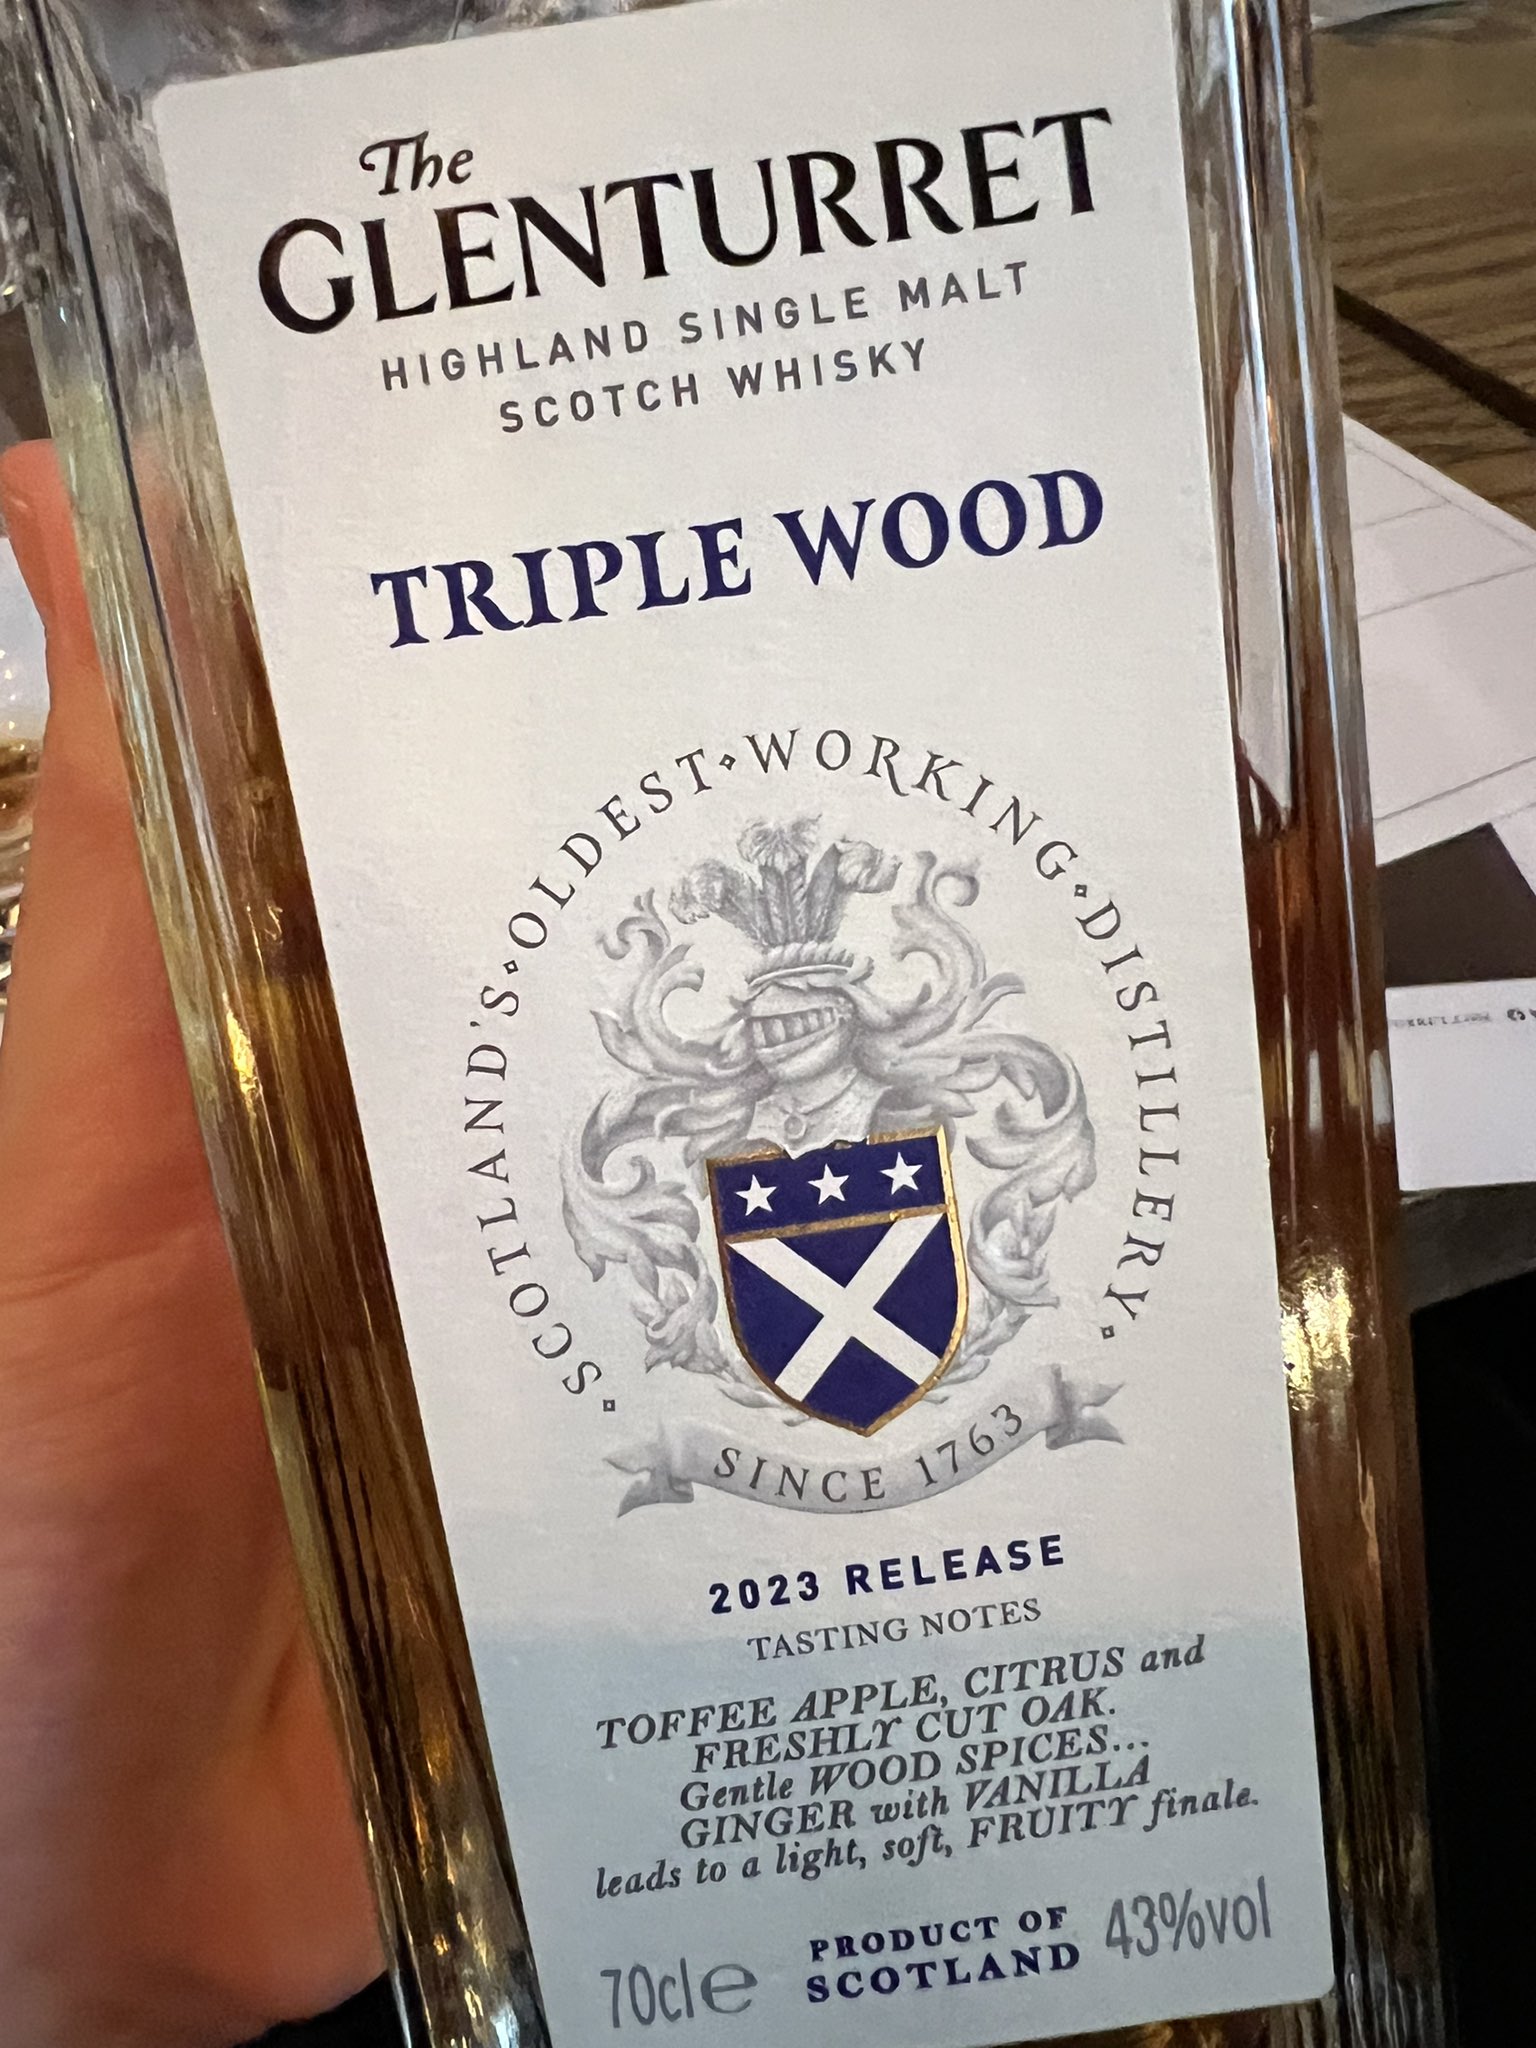 The
GLENTURRET
HIGHLAND SINGLE MALT
SCOTCH WHISKY
TRIPLE WOOD
·SCOTLAND'S·OLDEST·WORKING·DISTILLERY·
SINCE 1763
2023 RELEASE
TASTING NOTES
TOFFEE APPLE, CITRUS and
FRESHLY CUT OAK.
Gentle WOOD SPICES...
GINGER with VANILLA
leads to a light, soft, FRUITY finale.
70cl e
PRODUCT OF
SCOTLAND
43%vol